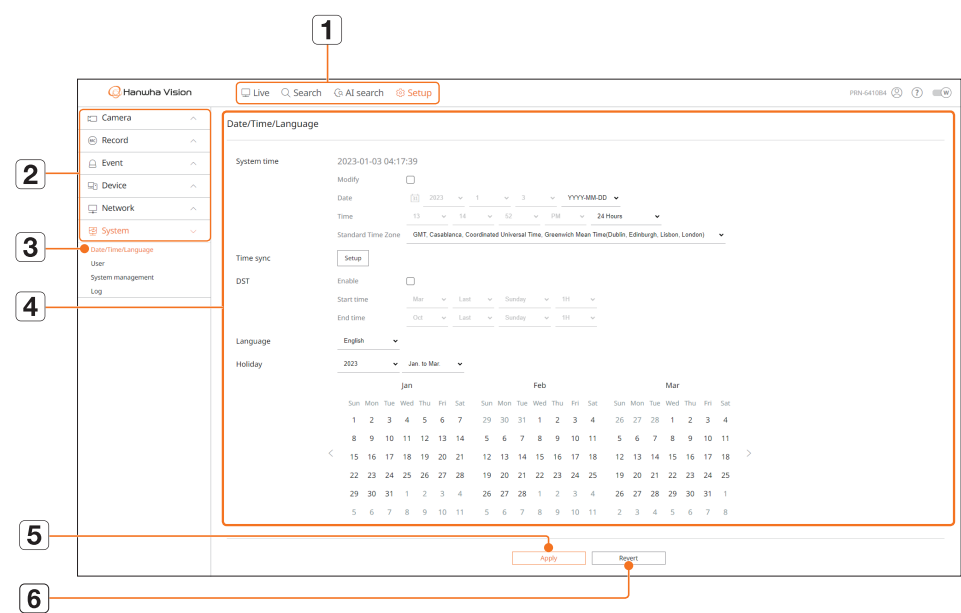 1
Hanwha Vision
Live Search AI search Setup
PRN-6410B4 ? W
Camera
REC Record
Event
Device
Network
System
Date/Time/Language
User
System management
Log
2
3
4
5
6
Date/Time/Language
System time 2023-01-03 04:17:39
Modify
Date 2023 1 3 YYYY-MM-DD
Time 13 14 52 PM 24 Hours
Standard Time Zone GMT, Casablanca, Coordinated Universal Time, Greenwich Mean Time(Dublin, Edinburgh, Lisbon, London)
Time sync Setup
DST Enable
Start time Mar Last Sunday 1H
End time Oct Last Sunday 1H
Language English
Holiday 2023 Jan. to Mar.
Jan Feb Mar
Sun Mon Tue Wed Thu Fri Sat Sun Mon Tue Wed Thu Fri Sat Sun Mon Tue Wed Thu Fri Sat
1 2 3 4 5 6 7 29 30 31 1 2 3 4 26 27 28 1 2 3 4
8 9 10 11 12 13 14 5 6 7 8 9 10 11 5 6 7 8 9 10 11
< 15 16 17 18 19 20 21 12 13 14 15 16 17 18 12 13 14 15 16 17 18 >
22 23 24 25 26 27 28 19 20 21 22 23 24 25 19 20 21 22 23 24 25
29 30 31 1 2 3 4 26 27 28 1 2 3 4 26 27 28 29 30 31 1
5 6 7 8 9 10 11 5 6 7 8 9 10 11 2 3 4 5 6 7 8
Apply Revert